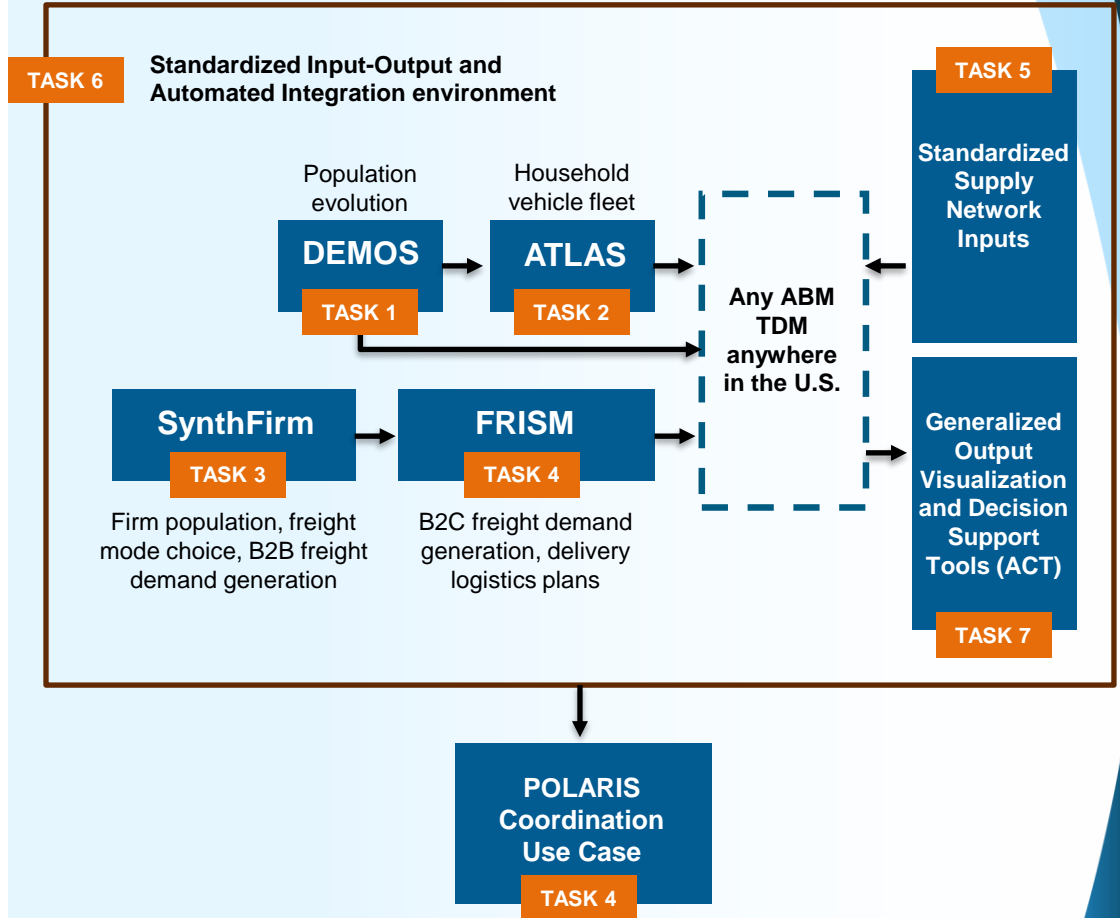 TASK 6
Standardized Input-Output and
Automated Integration environment
TASK 5
Standardized
Supply
Network
Inputs
Population
evolution
DEMOS
TASK 1
Household
vehicle fleet
ATLAS
TASK 2
Any ABM
TDM
anywhere
in the U.S.
SynthFirm
TASK 3
Firm population, freight
mode choice, B2B freight
demand generation
FRISM
TASK 4
B2C freight demand
generation, delivery
logistics plans
Generalized
Output
Visualization
and Decision
Support
Tools (ACT)
TASK 7
POLARIS
Coordination
Use Case
TASK 4